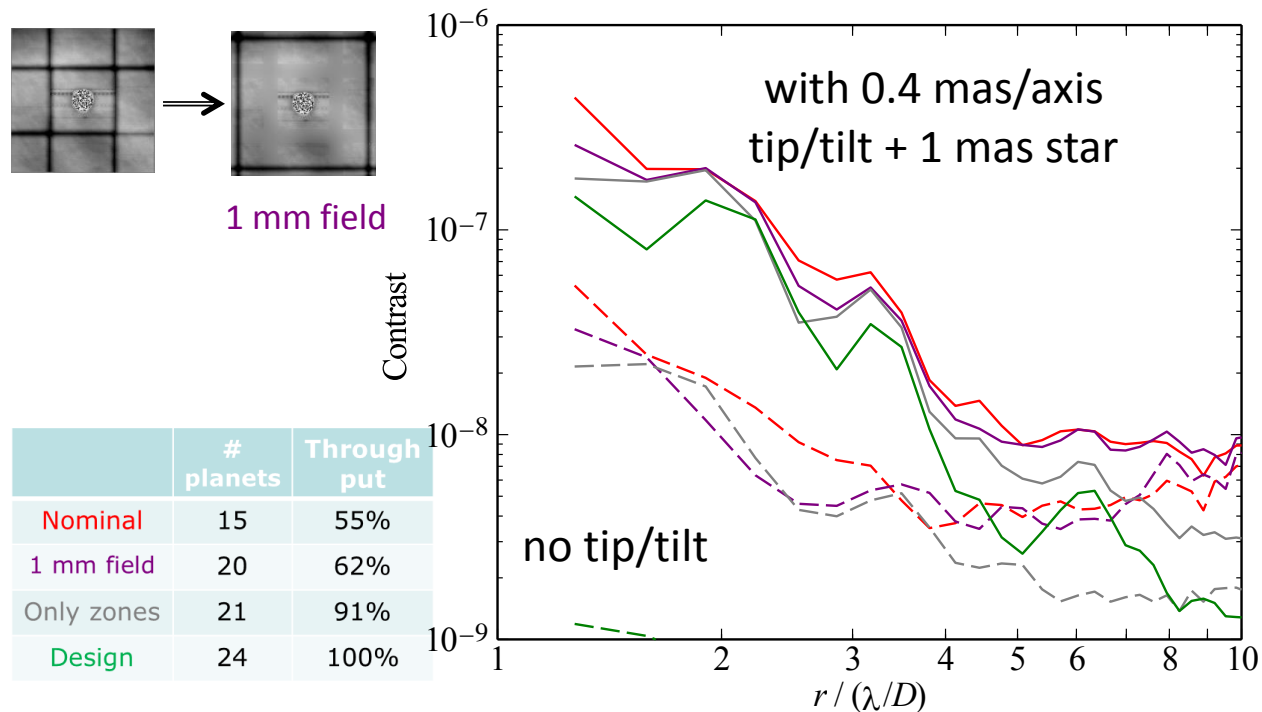 1 mm field
# planets
Through put
Nominal 15 55%
1 mm field 20 62%
Only zones 21 91%
Design 24 100%
with 0.4 mas/axis
tip/tilt + 1 mas star
no tip/tilt
Contrast
10⁻⁶
10⁻⁷
10⁻⁸
10⁻⁹
1 2 3 4 5 6 7 8 9 10
r / (λ/D)